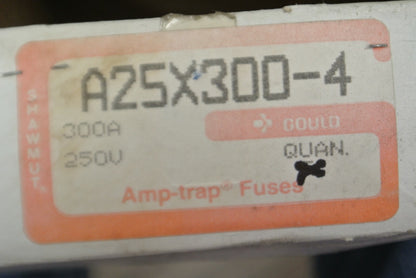 A25X300-4
SHAWMUT
300A
GOULD
250V
QUAN.
Amp-trap® Fuses